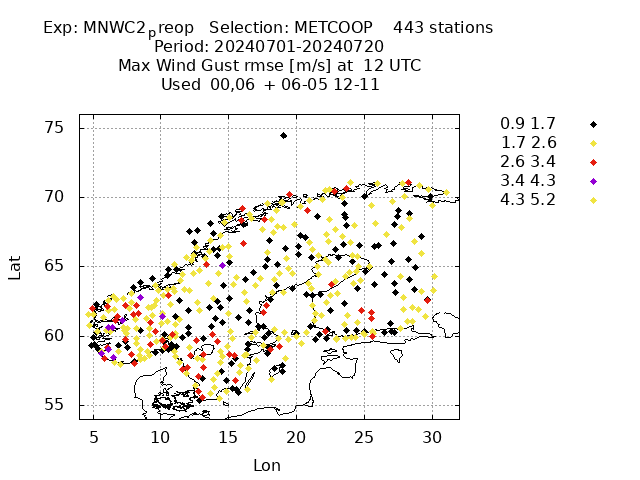 Exp: MNWC2preop Selection: METCOOP 443 stations
Period: 20240701-20240720
Max Wind Gust rmse [m/s] at 12 UTC
Used 00,06 + 06-05 12-11
0.9 1.7
1.7 2.6
2.6 3.4
3.4 4.3
4.3 5.2
75
70
65
60
55
Lat
5 10 15 20 25 30
Lon